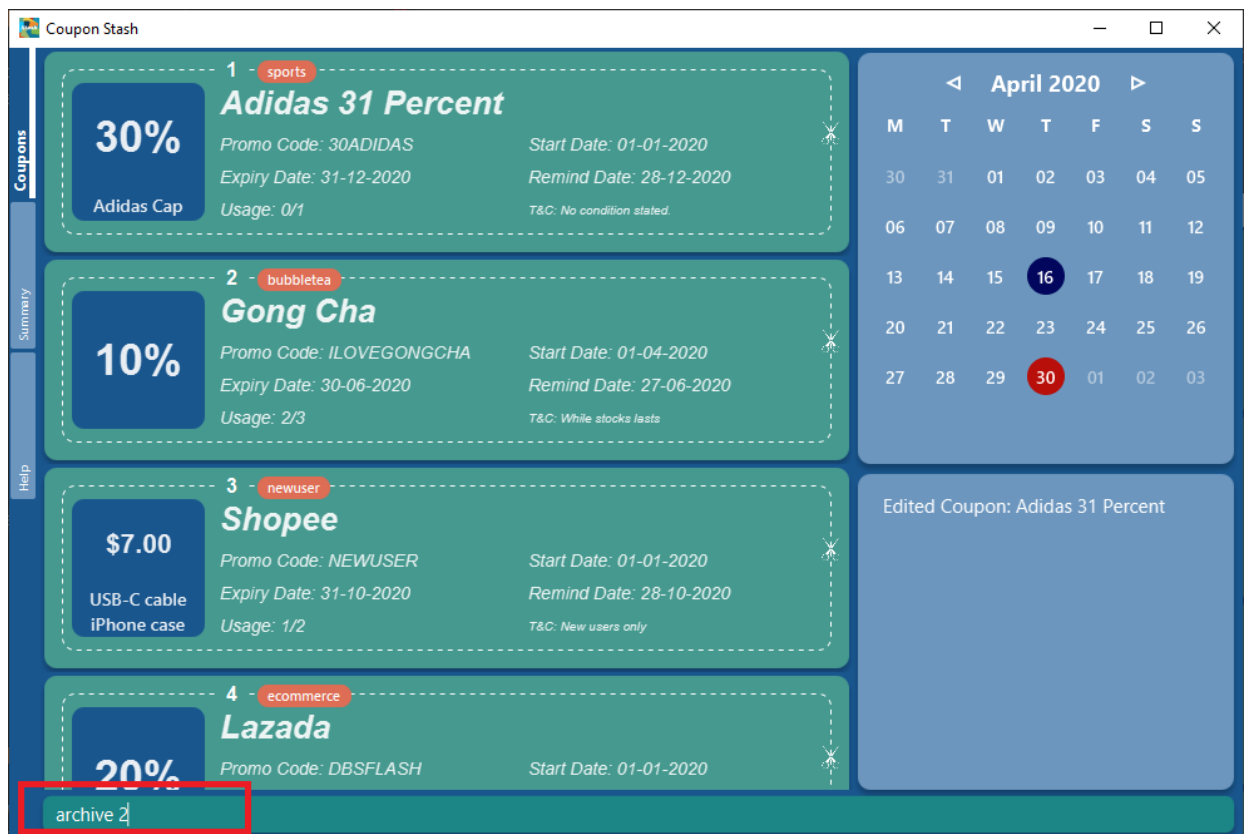 Coupon Stash
Coupons
Summary
Help
1 sports
30%
Adidas Cap
Adidas 31 Percent
Promo Code: 30ADIDAS Start Date: 01-01-2020
Expiry Date: 31-12-2020 Remind Date: 28-12-2020
Usage: 0/1 T&C: No condition stated.
2 bubbletea
10%
Gong Cha
Promo Code: ILOVEGONGCHA Start Date: 01-04-2020
Expiry Date: 30-06-2020 Remind Date: 27-06-2020
Usage: 2/3 T&C: While stocks lasts
3 newuser
$7.00
USB-C cable
iPhone case
Shopee
Promo Code: NEWUSER Start Date: 01-01-2020
Expiry Date: 31-10-2020 Remind Date: 28-10-2020
Usage: 1/2 T&C: New users only
4 ecommerce
20%
Lazada
Promo Code: DBSFLASH Start Date: 01-01-2020
archive 2
April 2020
M T W T F S S
30 31 01 02 03 04 05
06 07 08 09 10 11 12
13 14 15 16 17 18 19
20 21 22 23 24 25 26
27 28 29 30 01 02 03
Edited Coupon: Adidas 31 Percent